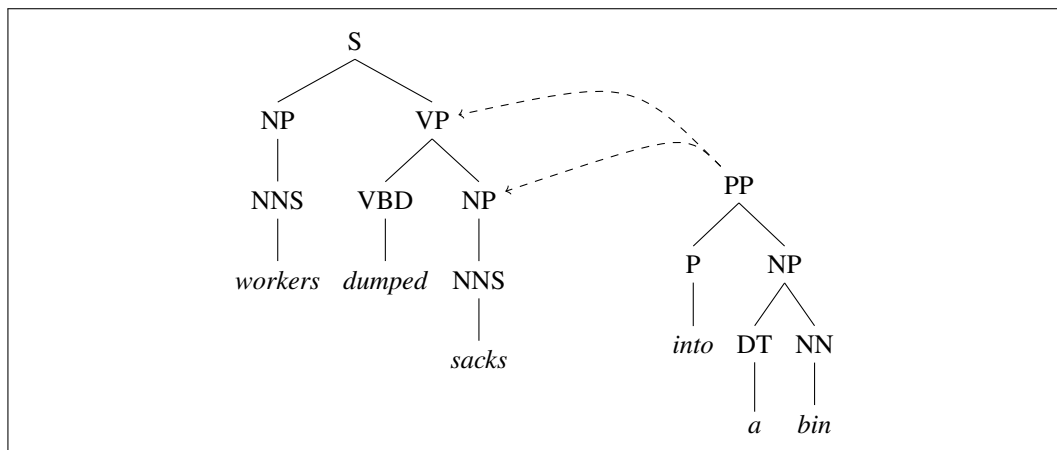 S
NP VP
PP
NNS VBD NP
P NP
workers dumped NNS
into DT NN
sacks
a bin